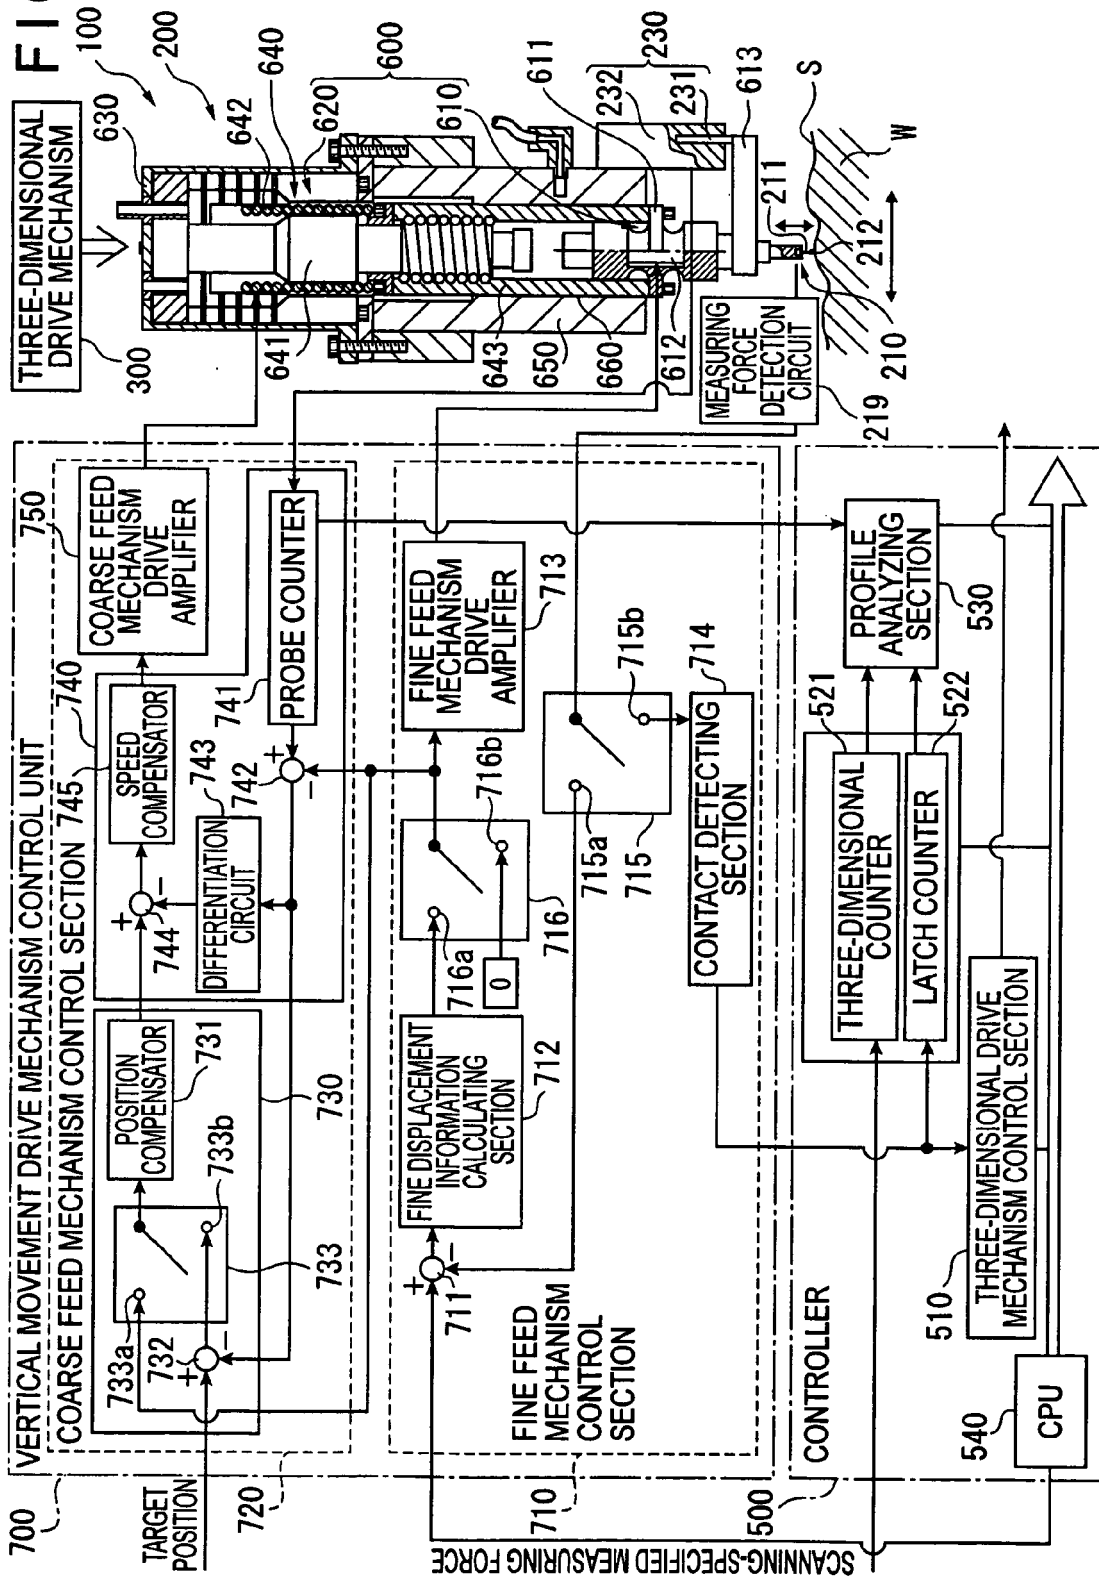 FIG
100
200
THREE-DIMENSIONAL
DRIVE MECHANISM
300
630
642
640
620
600
610
611
232
230
231
613
S
W
641
643
650
660
612
MEASURING
FORCE
DETECTION
CIRCUIT
219
211
212
210
700
VERTICAL MOVEMENT DRIVE MECHANISM CONTROL UNIT
COARSE FEED MECHANISM CONTROL SECTION
720
TARGET
POSITION
733a
732
733b
733
POSITION
COMPENSATOR
731
730
745
SPEED
COMPENSATOR
740
744
+
−
DIFFERENTIATION
CIRCUIT
743
742
+
−
741
PROBE COUNTER
750
COARSE FEED
MECHANISM
DRIVE
AMPLIFIER
+
−
FINE FEED
MECHANISM
CONTROL
SECTION
710
711
+
−
FINE DISPLACEMENT
INFORMATION
CALCULATING
SECTION
712
716a
0
716b
716
FINE FEED
MECHANISM
DRIVE
AMPLIFIER
713
715a
715
715b
714
CONTACT DETECTING
SECTION
SCANNING-SPECIFIED MEASURING FORCE
500
CONTROLLER
THREE-DIMENSIONAL
COUNTER
521
LATCH COUNTER
522
PROFILE
ANALYZING
SECTION
530
510
THREE-DIMENSIONAL DRIVE
MECHANISM CONTROL SECTION
540
CPU